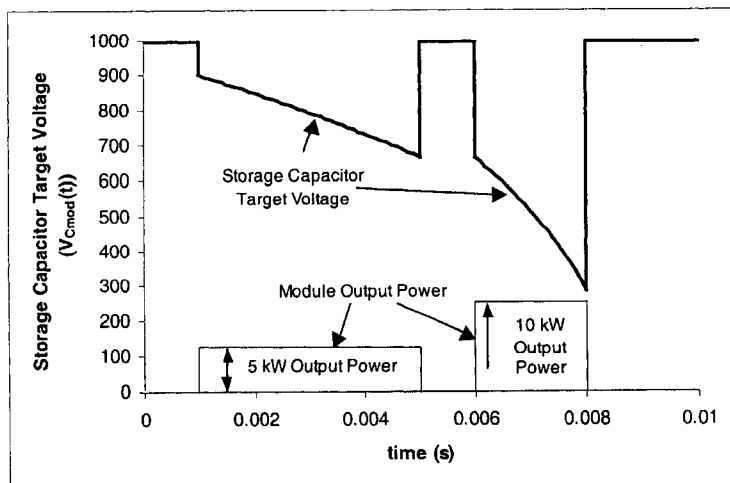 Storage Capacitor Target Voltage
(VCmod(t))
1000
900
800
700
600
500
400
300
200
100
0
Storage Capacitor
Target Voltage
Module Output Power
5 kW Output Power
10 kW
Output
Power
0
0.002
0.004
0.006
0.008
0.01
time (s)